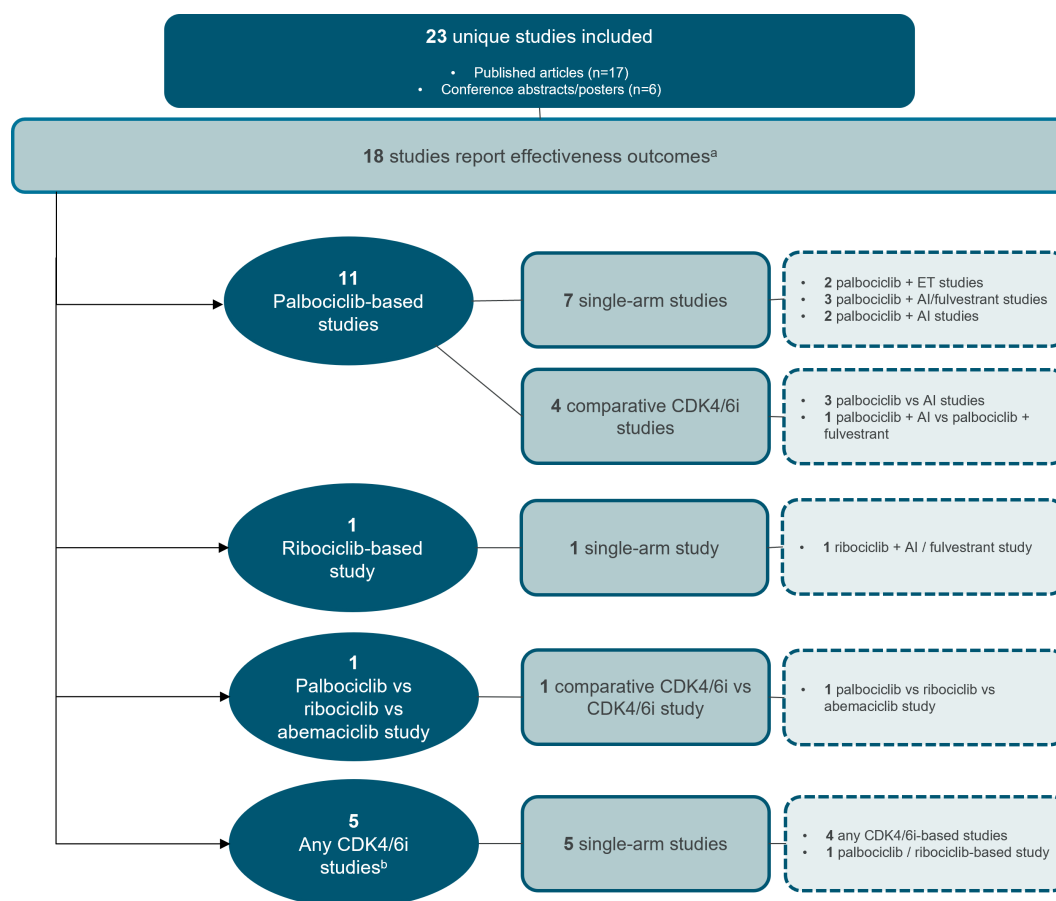 23 unique studies included
• Published articles (n=17)
• Conference abstracts/posters (n=6)
18 studies report effectiveness outcomesᵃ
11
Palbociclib-based
studies
7 single-arm studies
• 2 palbociclib + ET studies
• 3 palbociclib + AI/fulvestrant studies
• 2 palbociclib + AI studies
4 comparative CDK4/6i
studies
• 3 palbociclib vs AI studies
• 1 palbociclib + AI vs palbociclib +
fulvestrant
1
Ribociclib-based
study
1 single-arm study
• 1 ribociclib + AI / fulvestrant study
1
Palbociclib vs
ribociclib vs
abemaciclib study
1 comparative CDK4/6i vs
CDK4/6i study
• 1 palbociclib vs ribociclib vs
abemaciclib study
5
Any CDK4/6i
studiesᵇ
5 single-arm studies
• 4 any CDK4/6i-based studies
• 1 palbociclib / ribociclib-based study